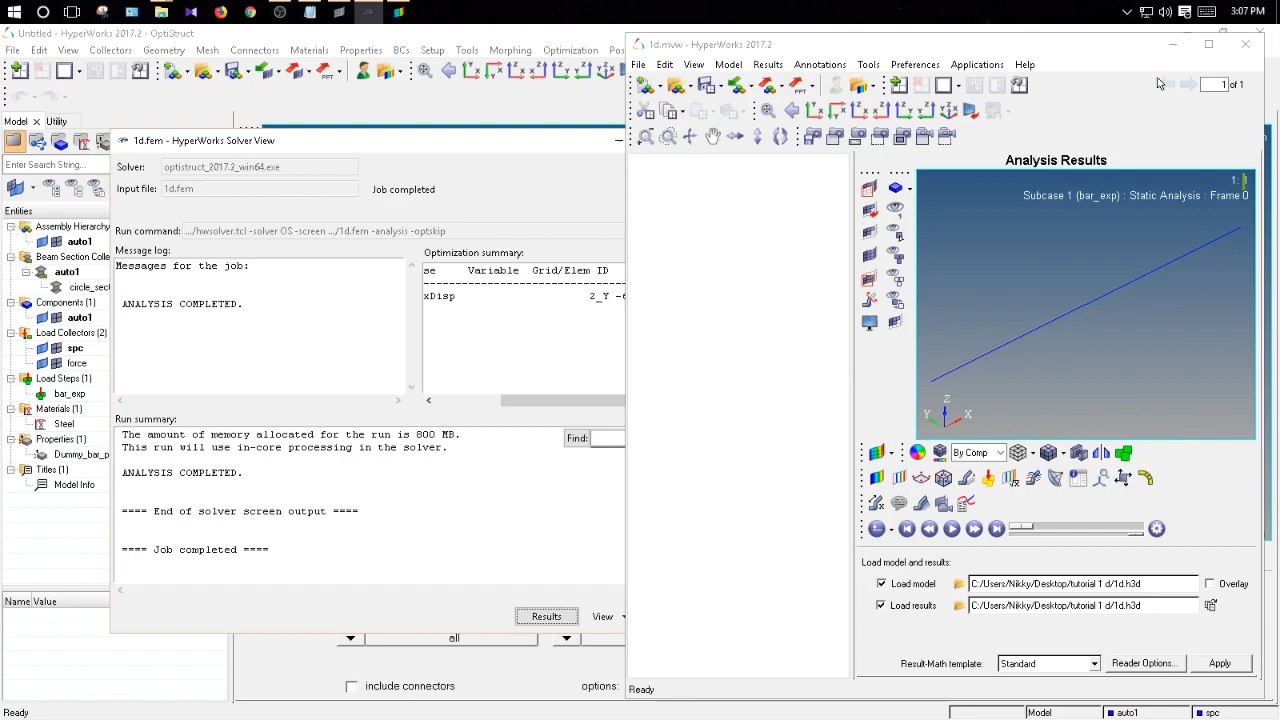 3:07 PM
Untitled - HyperWorks 2017.2 - OptiStruct
File Edit View Collectors Geometry Mesh Connectors Materials Properties BCs Setup Tools Morphing Optimization Pos
Model Utility
Enter Search String...
Entities
Assembly Hierarchy
auto1
Beam Section Collec
auto1
circle_sect
Components (1)
auto1
Load Collectors (2)
spc
force
Load Steps (1)
bar_exp
Materials (1)
Steel
Properties (1)
Dummy_bar_p
Titles (1)
Model Info
Name Value
Ready
1d.fem - HyperWorks Solver View
Solver: optistruct_2017.2_win64.exe
Input file: 1d.fem Job completed
Run command: .../hwsolver.tcl -solver OS -screen .../1d.fem -analysis -optskip
Message log:
Messages for the job:
ANALYSIS COMPLETED.
Optimization summary:
se Variable Grid/Elem ID
xDisp 2_Y -6
Run summary:
The amount of memory allocated for the run is 800 MB.
This run will use in-core processing in the solver.
ANALYSIS COMPLETED.
==== End of solver screen output ====
==== Job completed ====
Find:
Results View
all
include connectors options:
1d.mvw - HyperWorks 2017.2
File Edit View Model Results Annotations Tools Preferences Applications Help
1 of 1
PPT
Analysis Results
1: 1
Subcase 1 (bar_exp) : Static Analysis : Frame 0
Z
Y X
By Comp
Load model and results:
Load model C:/Users/Nikky/Desktop/tutorial 1 d/1d.h3d Overlay
Load results C:/Users/Nikky/Desktop/tutorial 1 d/1d.h3d
Result-Math template: Standard Reader Options... Apply
Ready
Model auto1 spc